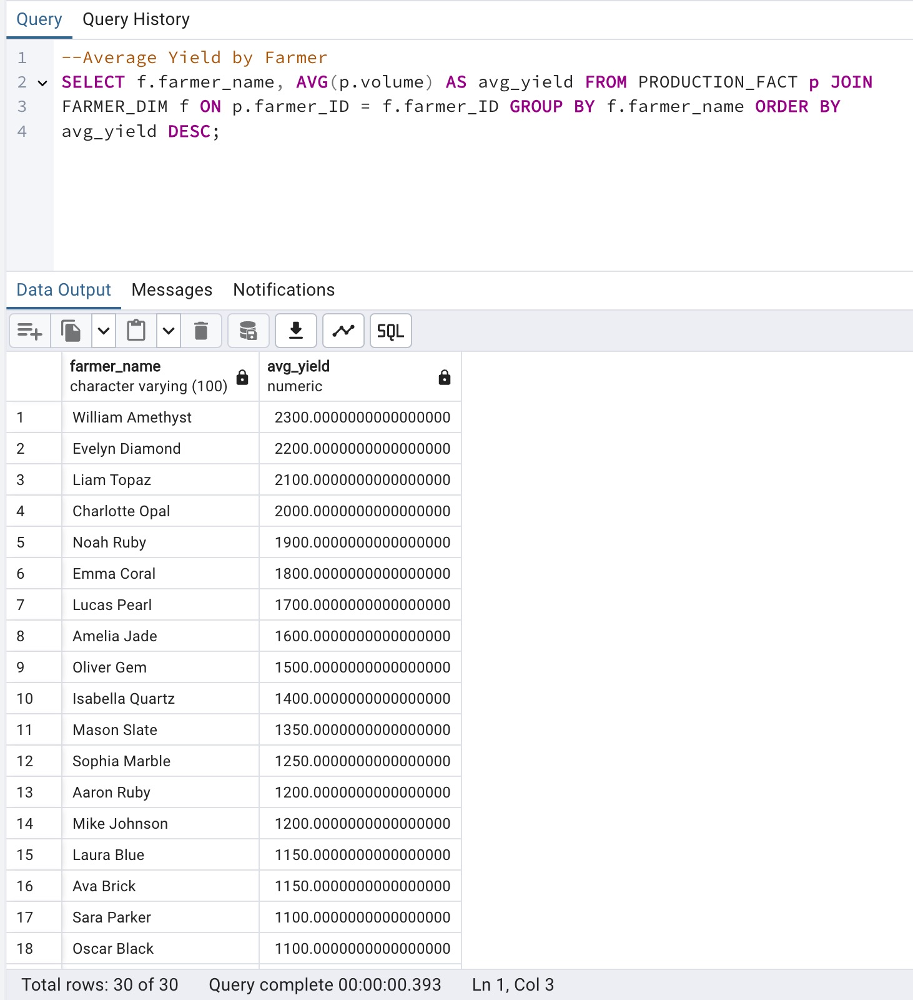 Query Query History
1 --Average Yield by Farmer
2 SELECT f.farmer_name, AVG(p.volume) AS avg_yield FROM PRODUCTION_FACT p JOIN
3 FARMER_DIM f ON p.farmer_ID = f.farmer_ID GROUP BY f.farmer_name ORDER BY
4 avg_yield DESC;
Data Output Messages Notifications
SQL
farmer_name avg_yield
character varying (100) numeric
1 William Amethyst 2300.0000000000000000
2 Evelyn Diamond 2200.0000000000000000
3 Liam Topaz 2100.0000000000000000
4 Charlotte Opal 2000.0000000000000000
5 Noah Ruby 1900.0000000000000000
6 Emma Coral 1800.0000000000000000
7 Lucas Pearl 1700.0000000000000000
8 Amelia Jade 1600.0000000000000000
9 Oliver Gem 1500.0000000000000000
10 Isabella Quartz 1400.0000000000000000
11 Mason Slate 1350.0000000000000000
12 Sophia Marble 1250.0000000000000000
13 Aaron Ruby 1200.0000000000000000
14 Mike Johnson 1200.0000000000000000
15 Laura Blue 1150.0000000000000000
16 Ava Brick 1150.0000000000000000
17 Sara Parker 1100.0000000000000000
18 Oscar Black 1100.0000000000000000
Total rows: 30 of 30 Query complete 00:00:00.393 Ln 1, Col 3